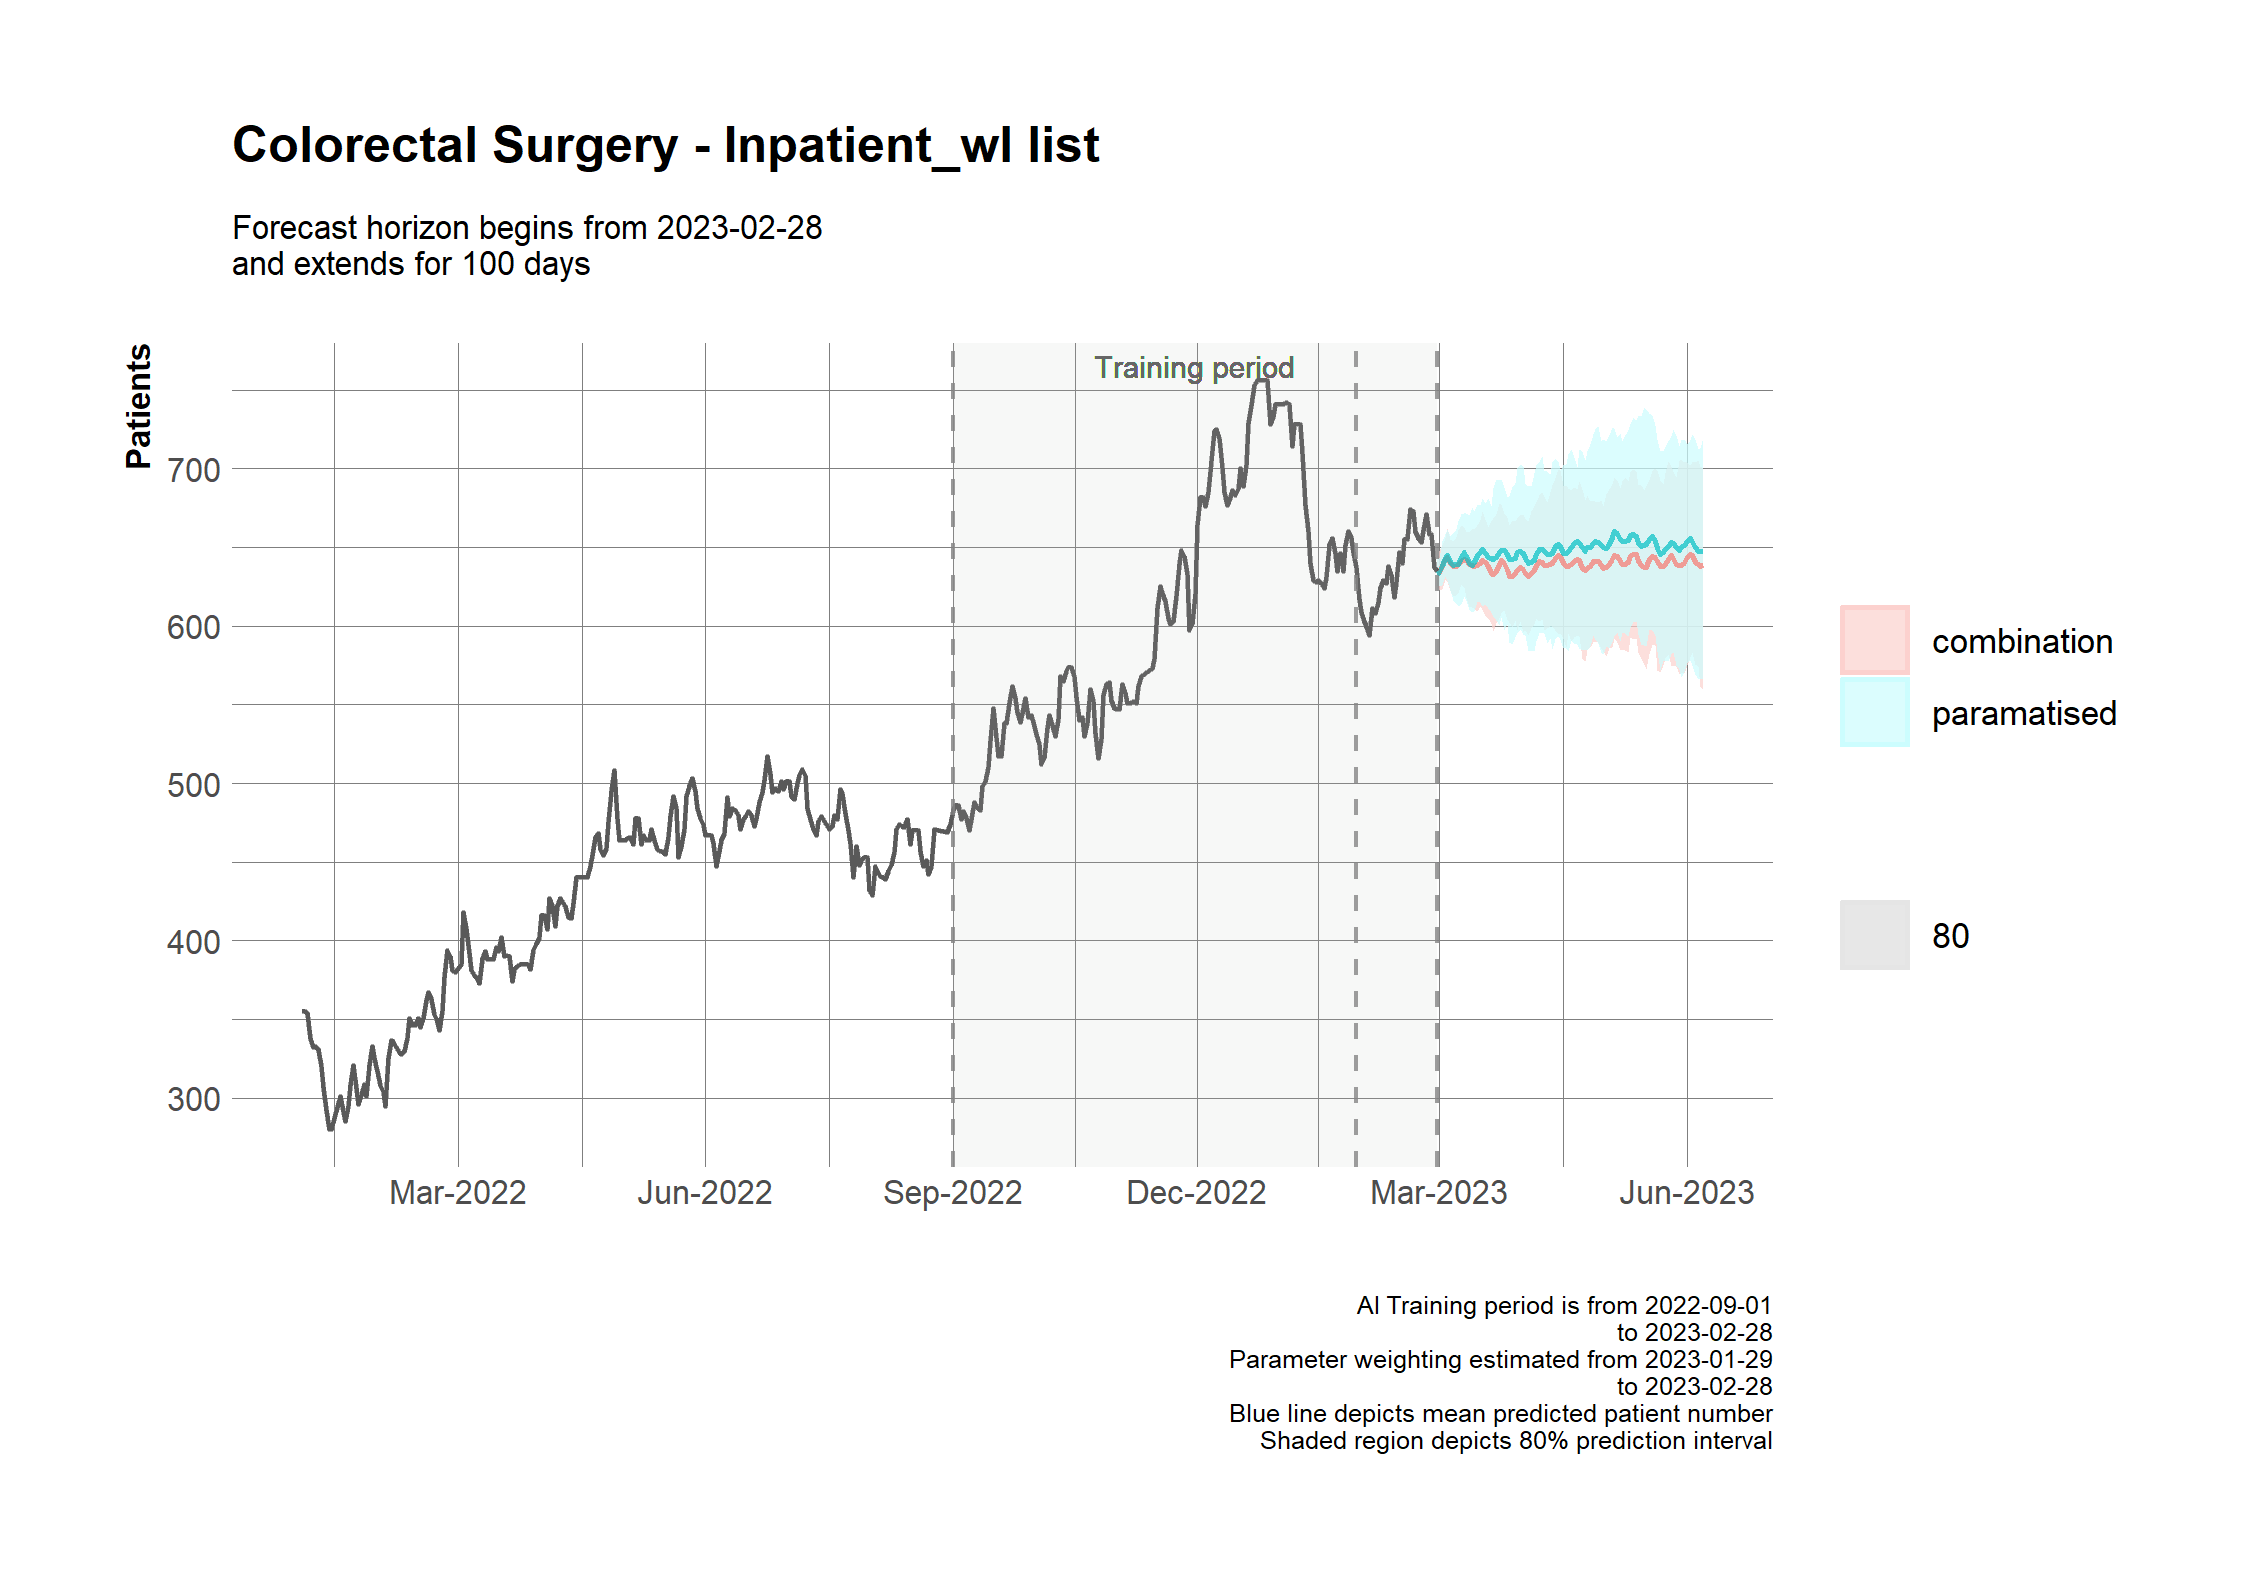 Colorectal Surgery - Inpatient_wl list
Forecast horizon begins from 2023-02-28
and extends for 100 days
Patients
Training period
700
600
500
400
300
Mar-2022
Jun-2022
Sep-2022
Dec-2022
Mar-2023
Jun-2023
combination
paramatised
80
AI Training period is from 2022-09-01
to 2023-02-28
Parameter weighting estimated from 2023-01-29
to 2023-02-28
Blue line depicts mean predicted patient number
Shaded region depicts 80% prediction interval